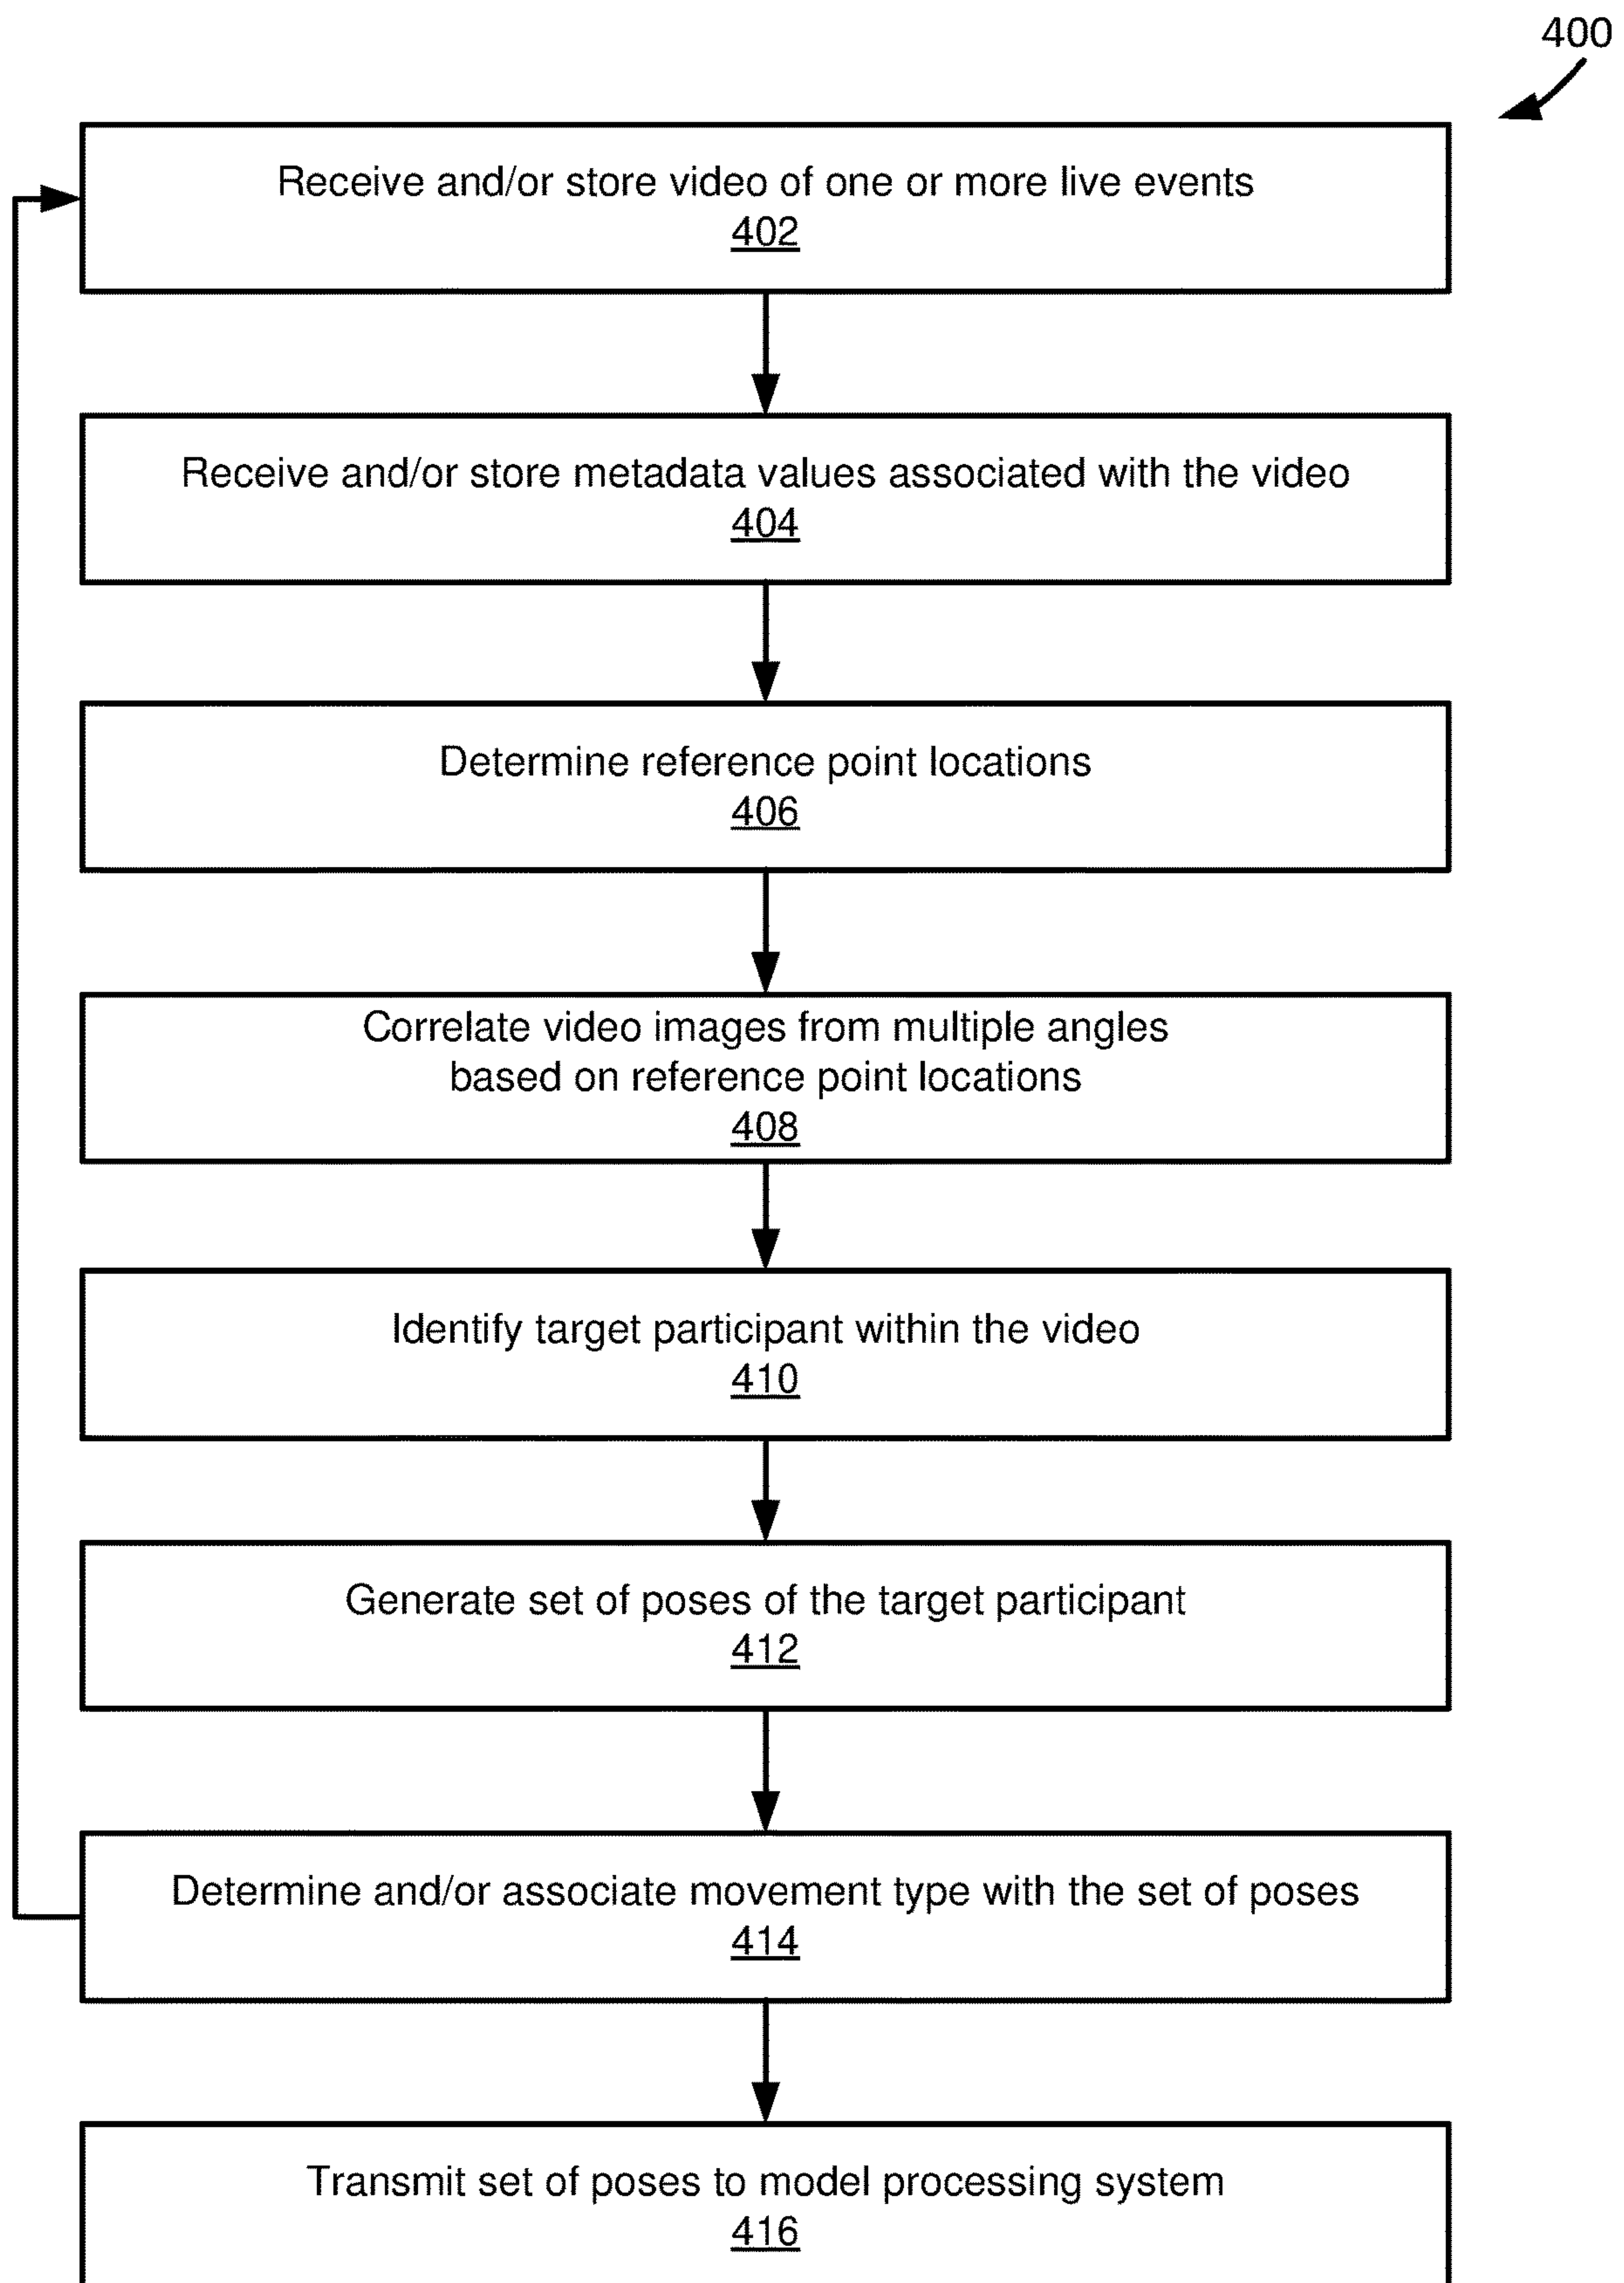 400
Receive and/or store video of one or more live events
402
Receive and/or store metadata values associated with the video
404
Determine reference point locations
406
Correlate video images from multiple angles
based on reference point locations
408
Identify target participant within the video
410
Generate set of poses of the target participant
412
Determine and/or associate movement type with the set of poses
414
Transmit set of poses to model processing system
416